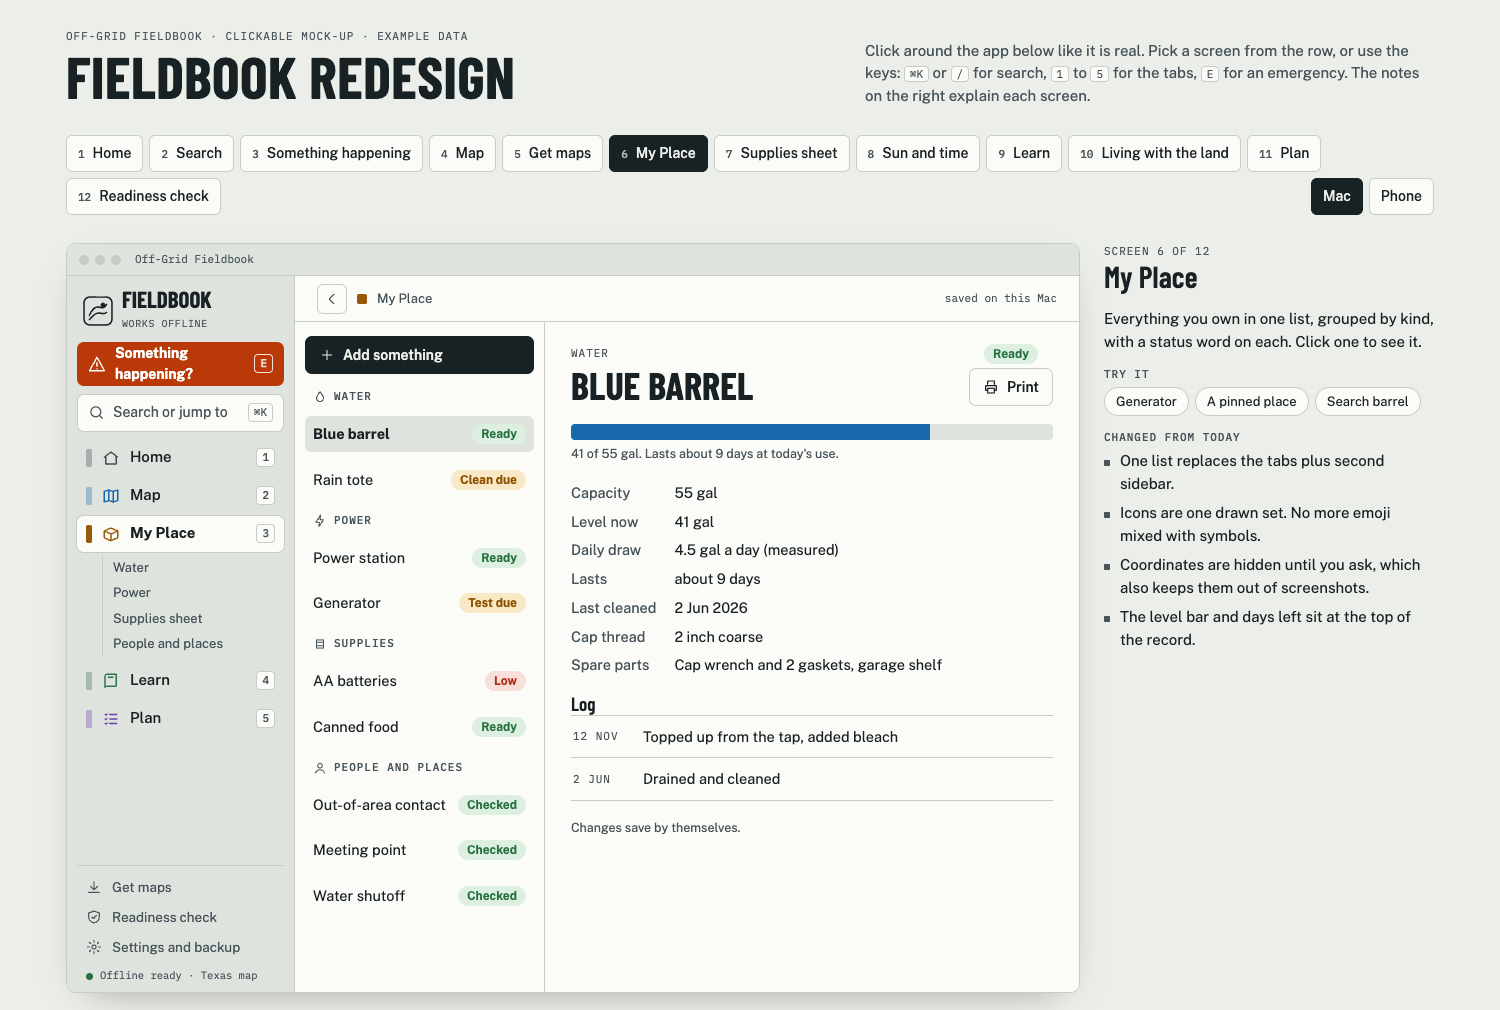 OFF-GRID FIELDBOOK · CLICKABLE MOCK-UP · EXAMPLE DATA
FIELDBOOK REDESIGN
Click around the app below like it is real. Pick a screen from the row, or use the
keys: ⌘K or / for search, 1 to 5 for the tabs, E for an emergency. The notes
on the right explain each screen.
1 Home
2 Search
3 Something happening
4 Map
5 Get maps
6 My Place
7 Supplies sheet
8 Sun and time
9 Learn
10 Living with the land
11 Plan
12 Readiness check
Mac
Phone
Off-Grid Fieldbook
FIELDBOOK
WORKS OFFLINE
Something
happening?
E
Search or jump to ⌘K
Home 1
Map 2
My Place 3
Water
Power
Supplies sheet
People and places
Learn 4
Plan 5
Get maps
Readiness check
Settings and backup
Offline ready · Texas map
My Place
saved on this Mac
Add something
WATER
Blue barrel Ready
Rain tote Clean due
POWER
Power station Ready
Generator Test due
SUPPLIES
AA batteries Low
Canned food Ready
PEOPLE AND PLACES
Out-of-area contact Checked
Meeting point Checked
Water shutoff Checked
WATER
Ready
BLUE BARREL
Print
41 of 55 gal. Lasts about 9 days at today's use.
Capacity 55 gal
Level now 41 gal
Daily draw 4.5 gal a day (measured)
Lasts about 9 days
Last cleaned 2 Jun 2026
Cap thread 2 inch coarse
Spare parts Cap wrench and 2 gaskets, garage shelf
Log
12 NOV Topped up from the tap, added bleach
2 JUN Drained and cleaned
Changes save by themselves.
SCREEN 6 OF 12
My Place
Everything you own in one list, grouped by kind,
with a status word on each. Click one to see it.
TRY IT
Generator
A pinned place
Search barrel
CHANGED FROM TODAY
One list replaces the tabs plus second
sidebar.
Icons are one drawn set. No more emoji
mixed with symbols.
Coordinates are hidden until you ask, which
also keeps them out of screenshots.
The level bar and days left sit at the top of
the record.